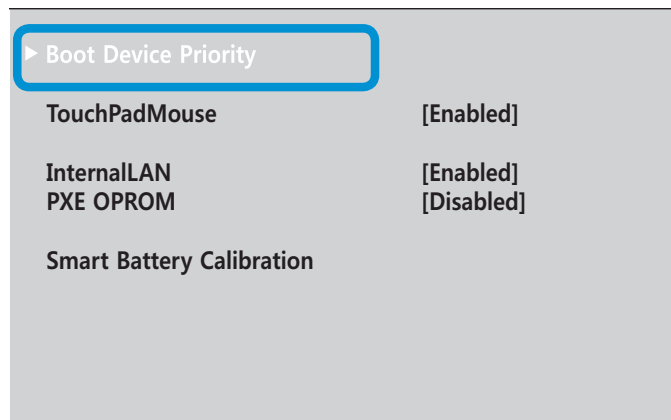 ▶ Boot Device Priority
TouchPadMouse [Enabled]
InternalLAN [Enabled]
PXE OPROM [Disabled]
Smart Battery Calibration